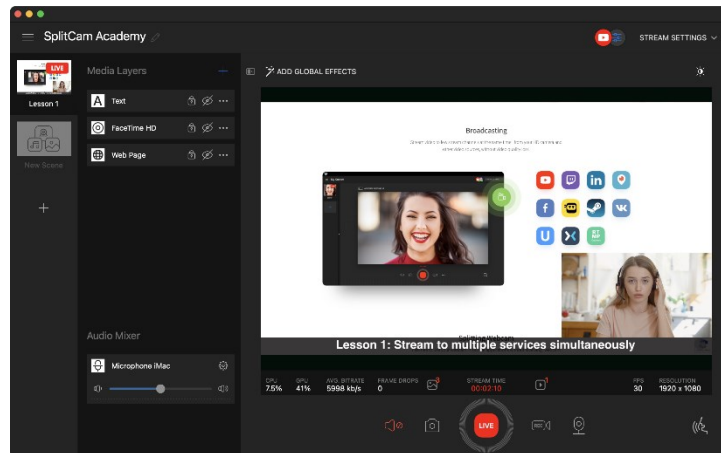 SplitCam Academy
STREAM SETTINGS
LIVE
Lesson 1
New Scene
Media Layers
A Text
FaceTime HD
Web Page
Audio Mixer
Microphone iMac
ADD GLOBAL EFFECTS
Broadcasting
Lesson 1: Stream to multiple services simultaneously
CPU
7.5%
GPU
41%
AVG. BITRATE
5998 kb/s
FRAME DROPS
0
STREAM TIME
00:02:10
FPS
30
RESOLUTION
1920 x 1080
LIVE
REC